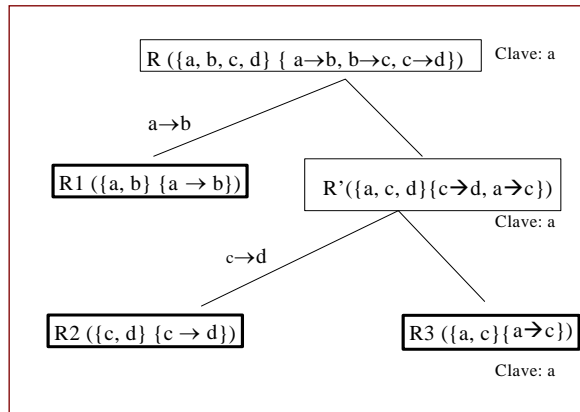 R ({a, b, c, d} { a→b, b→c, c→d}) Clave: a
a→b
R1 ({a, b} {a → b})
R’({a, c, d}{c→d, a→c})
Clave: a
c→d
R2 ({c, d} {c → d})
R3 ({a, c}{a→c})
Clave: a